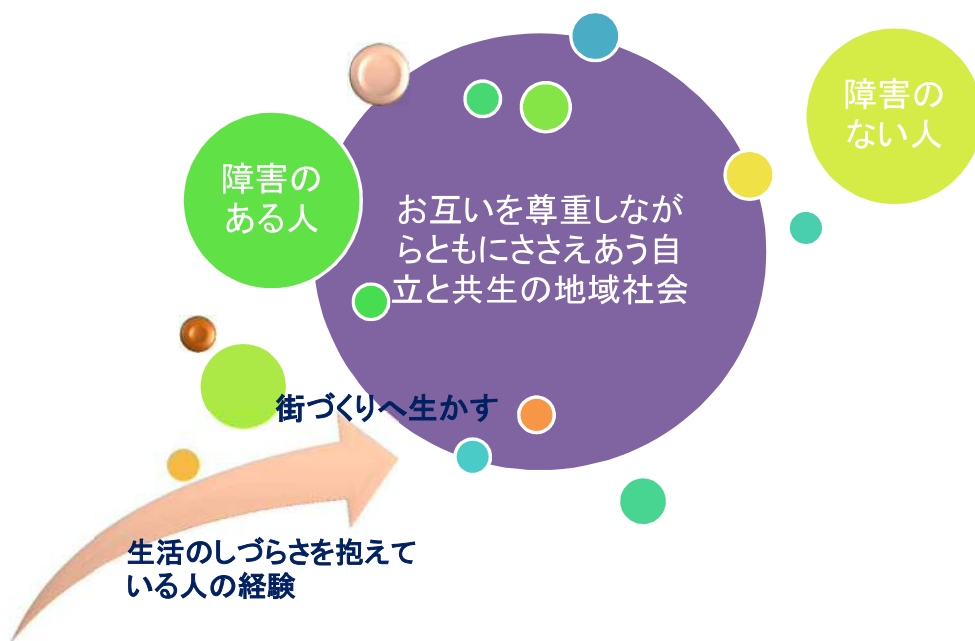 障害の
ない人
障害の
ある人
お互いを尊重しなが
らともにささえあう自
立と共生の地域社会
街づくりへ生かす
生活のしづらさを抱えて
いる人の経験